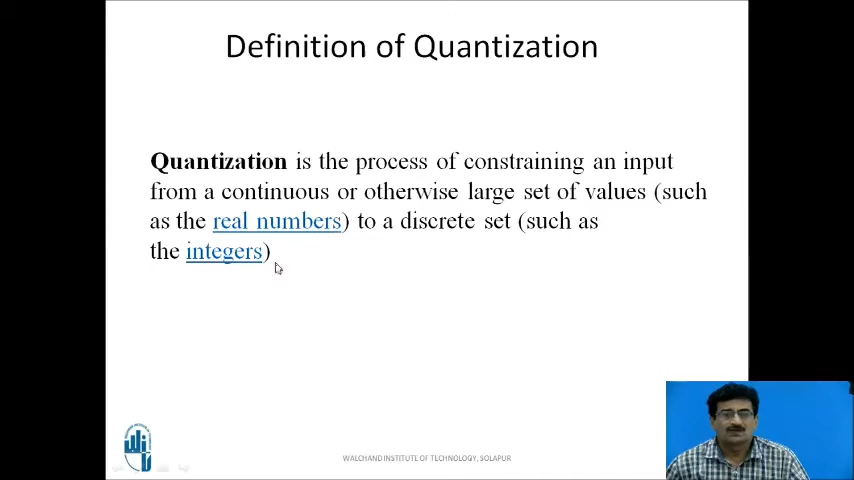 Definition of Quantization
Quantization is the process of constraining an input
from a continuous or otherwise large set of values (such
as the real numbers) to a discrete set (such as
the integers)
WALCHAND INSTITUTE OF TECHNOLOGY, SOLAPUR